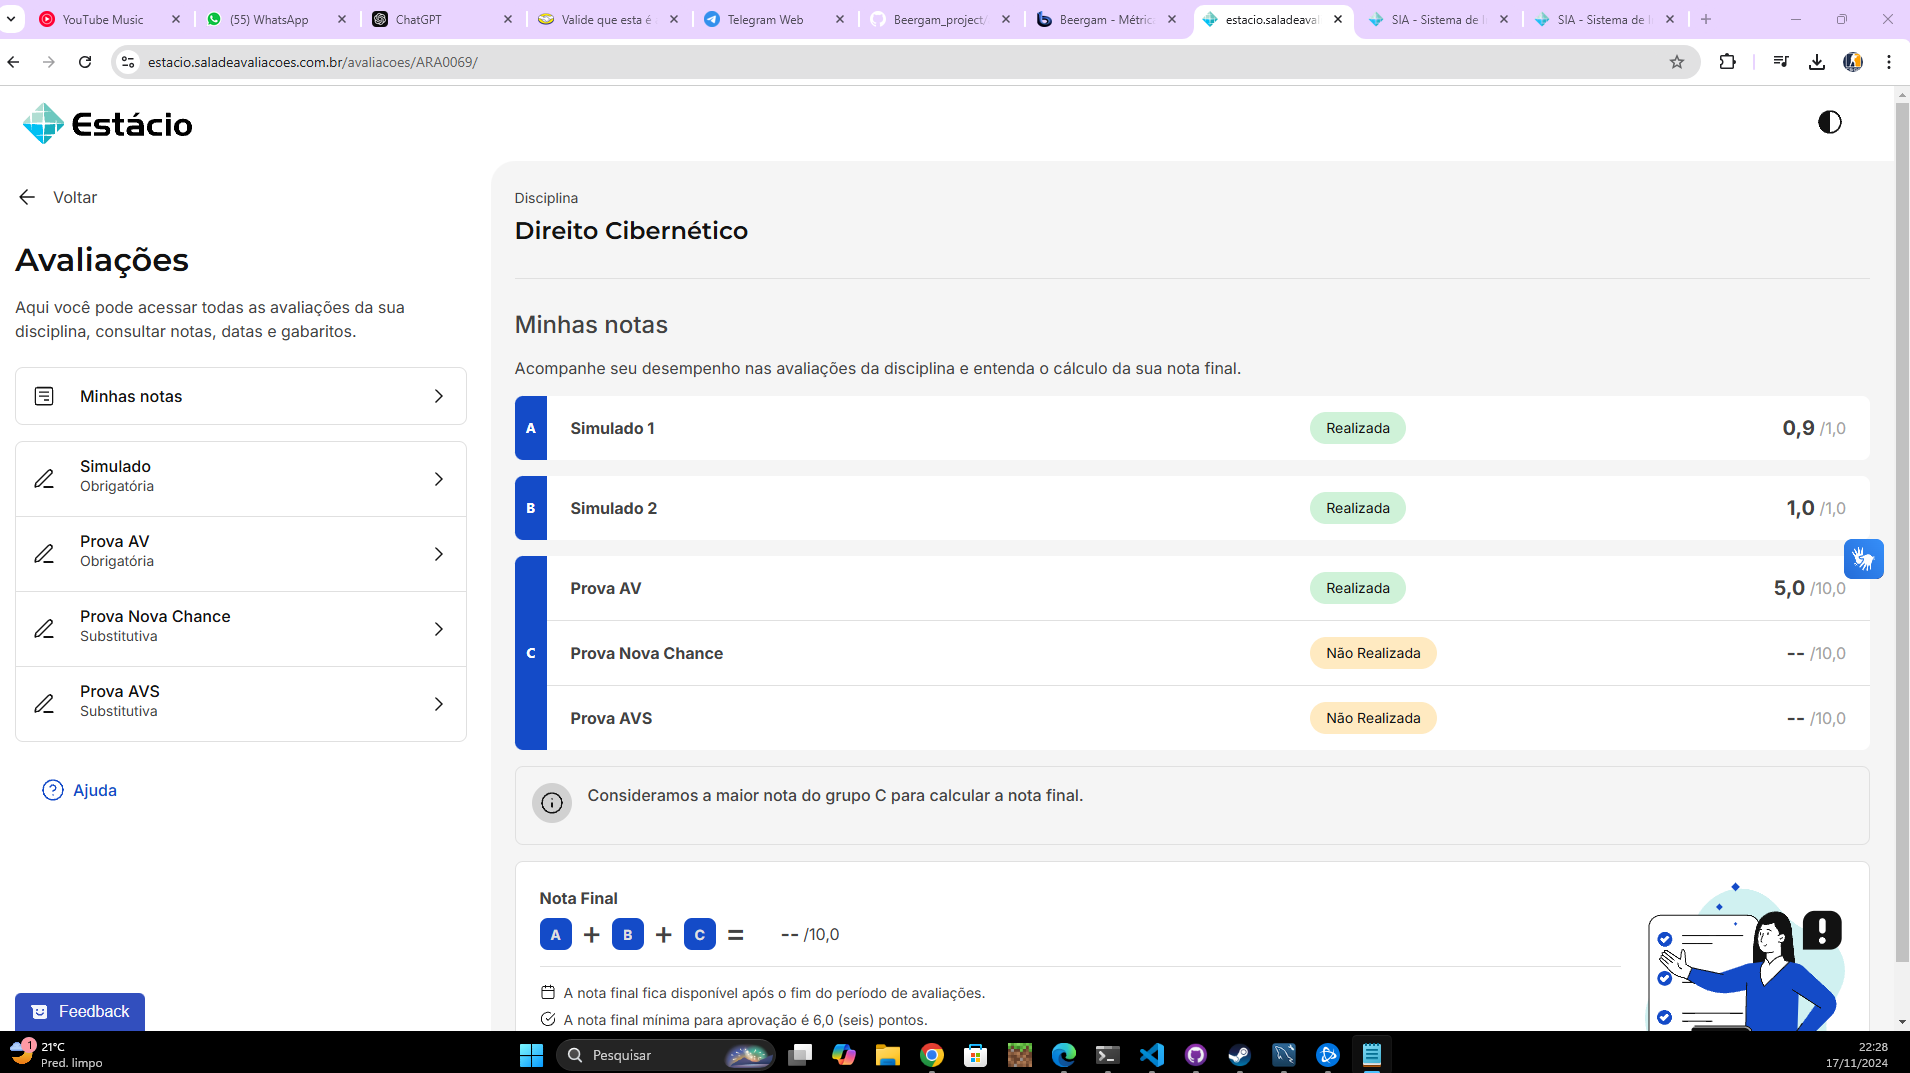 YouTube Music
(55) WhatsApp
ChatGPT
Valide que esta é
Telegram Web
Beergam_project/
Beergam - Métric
estacio.saladeaval
SIA - Sistema de I
SIA - Sistema de I
estacio.saladeavaliacoes.com.br/avaliacoes/ARA0069/
Estácio
Voltar
Avaliações
Aqui você pode acessar todas as avaliações da sua
disciplina, consultar notas, datas e gabaritos.
Minhas notas
Simulado
Obrigatória
Prova AV
Obrigatória
Prova Nova Chance
Substitutiva
Prova AVS
Substitutiva
Ajuda
Feedback
Disciplina
Direito Cibernético
Minhas notas
Acompanhe seu desempenho nas avaliações da disciplina e entenda o cálculo da sua nota final.
A Simulado 1 Realizada 0,9 /1,0
B Simulado 2 Realizada 1,0 /1,0
Prova AV Realizada 5,0 /10,0
C Prova Nova Chance Não Realizada -- /10,0
Prova AVS Não Realizada -- /10,0
Consideramos a maior nota do grupo C para calcular a nota final.
Nota Final
A + B + C = -- /10,0
A nota final fica disponível após o fim do período de avaliações.
A nota final mínima para aprovação é 6,0 (seis) pontos.
1
21°C
Pred. limpo
Pesquisar
22:28
17/11/2024